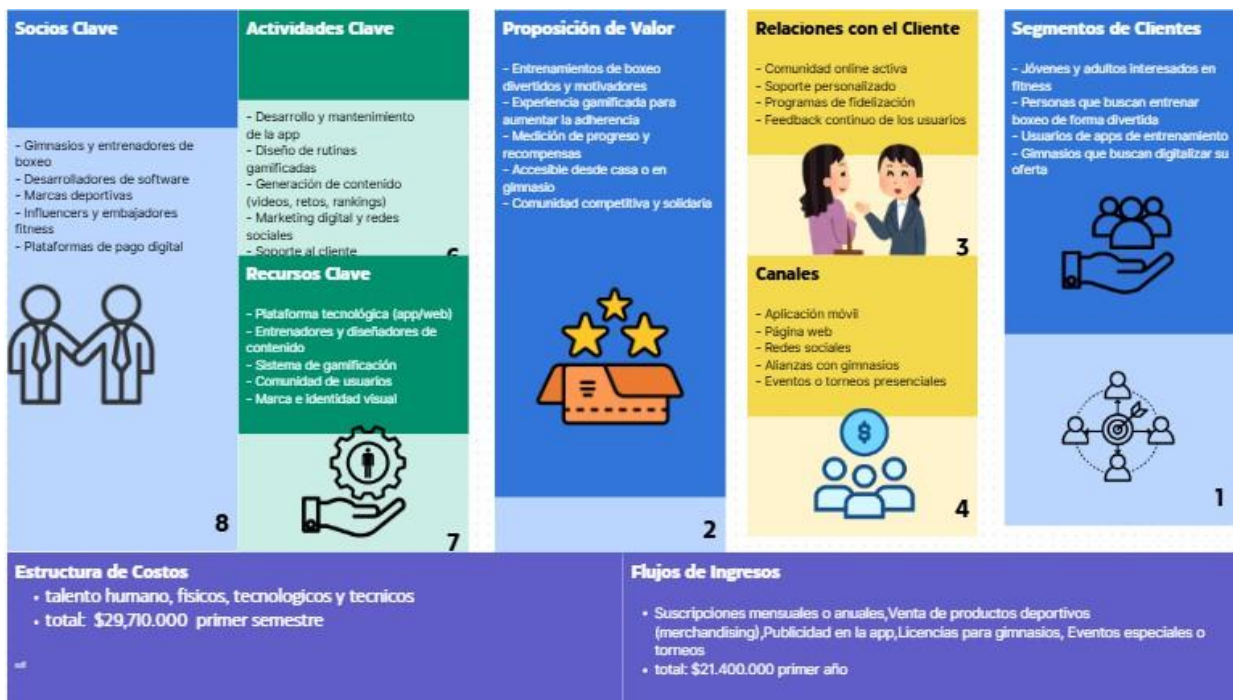 Socios Clave
- Gimnasios y entrenadores de
boxeo
- Desarrolladores de software
- Marcas deportivas
- Influencers y embajadores
fitness
- Plataformas de pago digital
8
Actividades Clave
- Desarrollo y mantenimiento
de la app
- Diseño de rutinas
gamificadas
- Generación de contenido
(videos, retos, rankings)
- Marketing digital y redes
sociales
- Soporte al cliente
6
Recursos Clave
- Plataforma tecnológica (app/web)
- Entrenadores y diseñadores de
contenido
- Sistema de gamificación
- Comunidad de usuarios
- Marca e identidad visual
7
Proposición de Valor
- Entrenamientos de boxeo
divertidos y motivadores
- Experiencia gamificada para
aumentar la adherencia
- Medición de progreso y
recompensas
- Accesible desde casa o en
gimnasio
- Comunidad competitiva y solidaria
2
Relaciones con el Cliente
- Comunidad online activa
- Soporte personalizado
- Programas de fidelización
- Feedback continuo de los usuarios
3
Canales
- Aplicación móvil
- Página web
- Redes sociales
- Alianzas con gimnasios
- Eventos o torneos presenciales
$
4
Segmentos de Clientes
- Jóvenes y adultos interesados en
fitness
- Personas que buscan entrenar
boxeo de forma divertida
- Usuarios de apps de entrenamiento
- Gimnasios que buscan digitalizar su
oferta
1
Estructura de Costos
• talento humano, fisicos, tecnologicos y tecnicos
• total: $29,710.000 primer semestre
Flujos de Ingresos
• Suscripciones mensuales o anuales,Venta de productos deportivos
(merchandising),Publicidad en la app,Licencias para gimnasios, Eventos especiales o
torneos
• total: $21.400.000 primer año